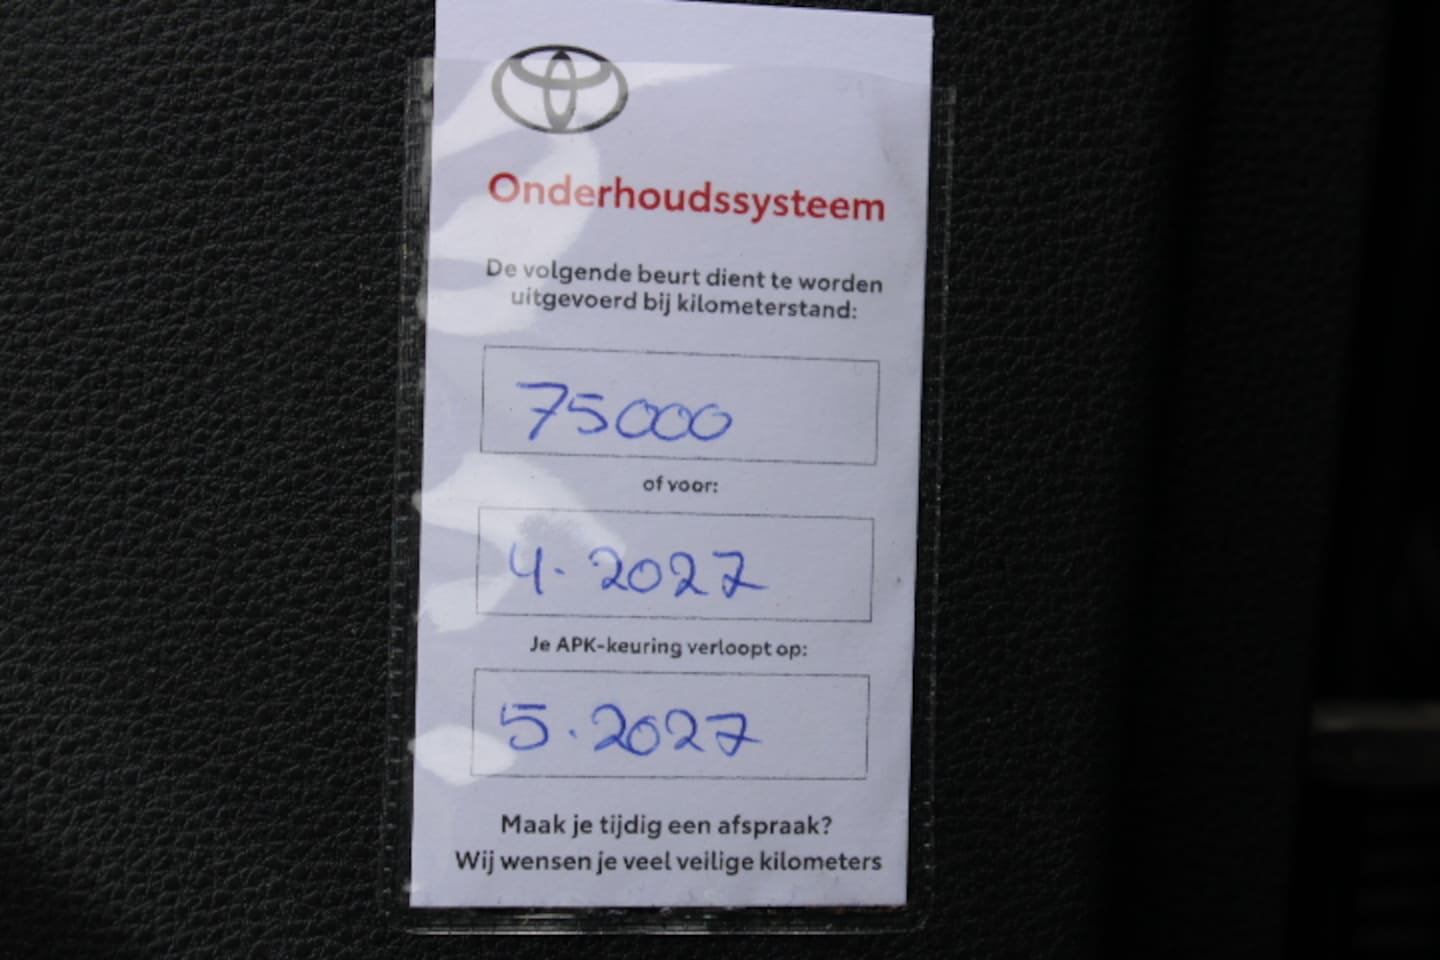 Onderhoudssysteem
De volgende beurt dient te worden
uitgevoerd bij kilometerstand:
75000
of voor:
4. 2027
Je APK-keuring verloopt op:
5. 2027
Maak je tijdig een afspraak?
Wij wensen je veel veilige kilometers